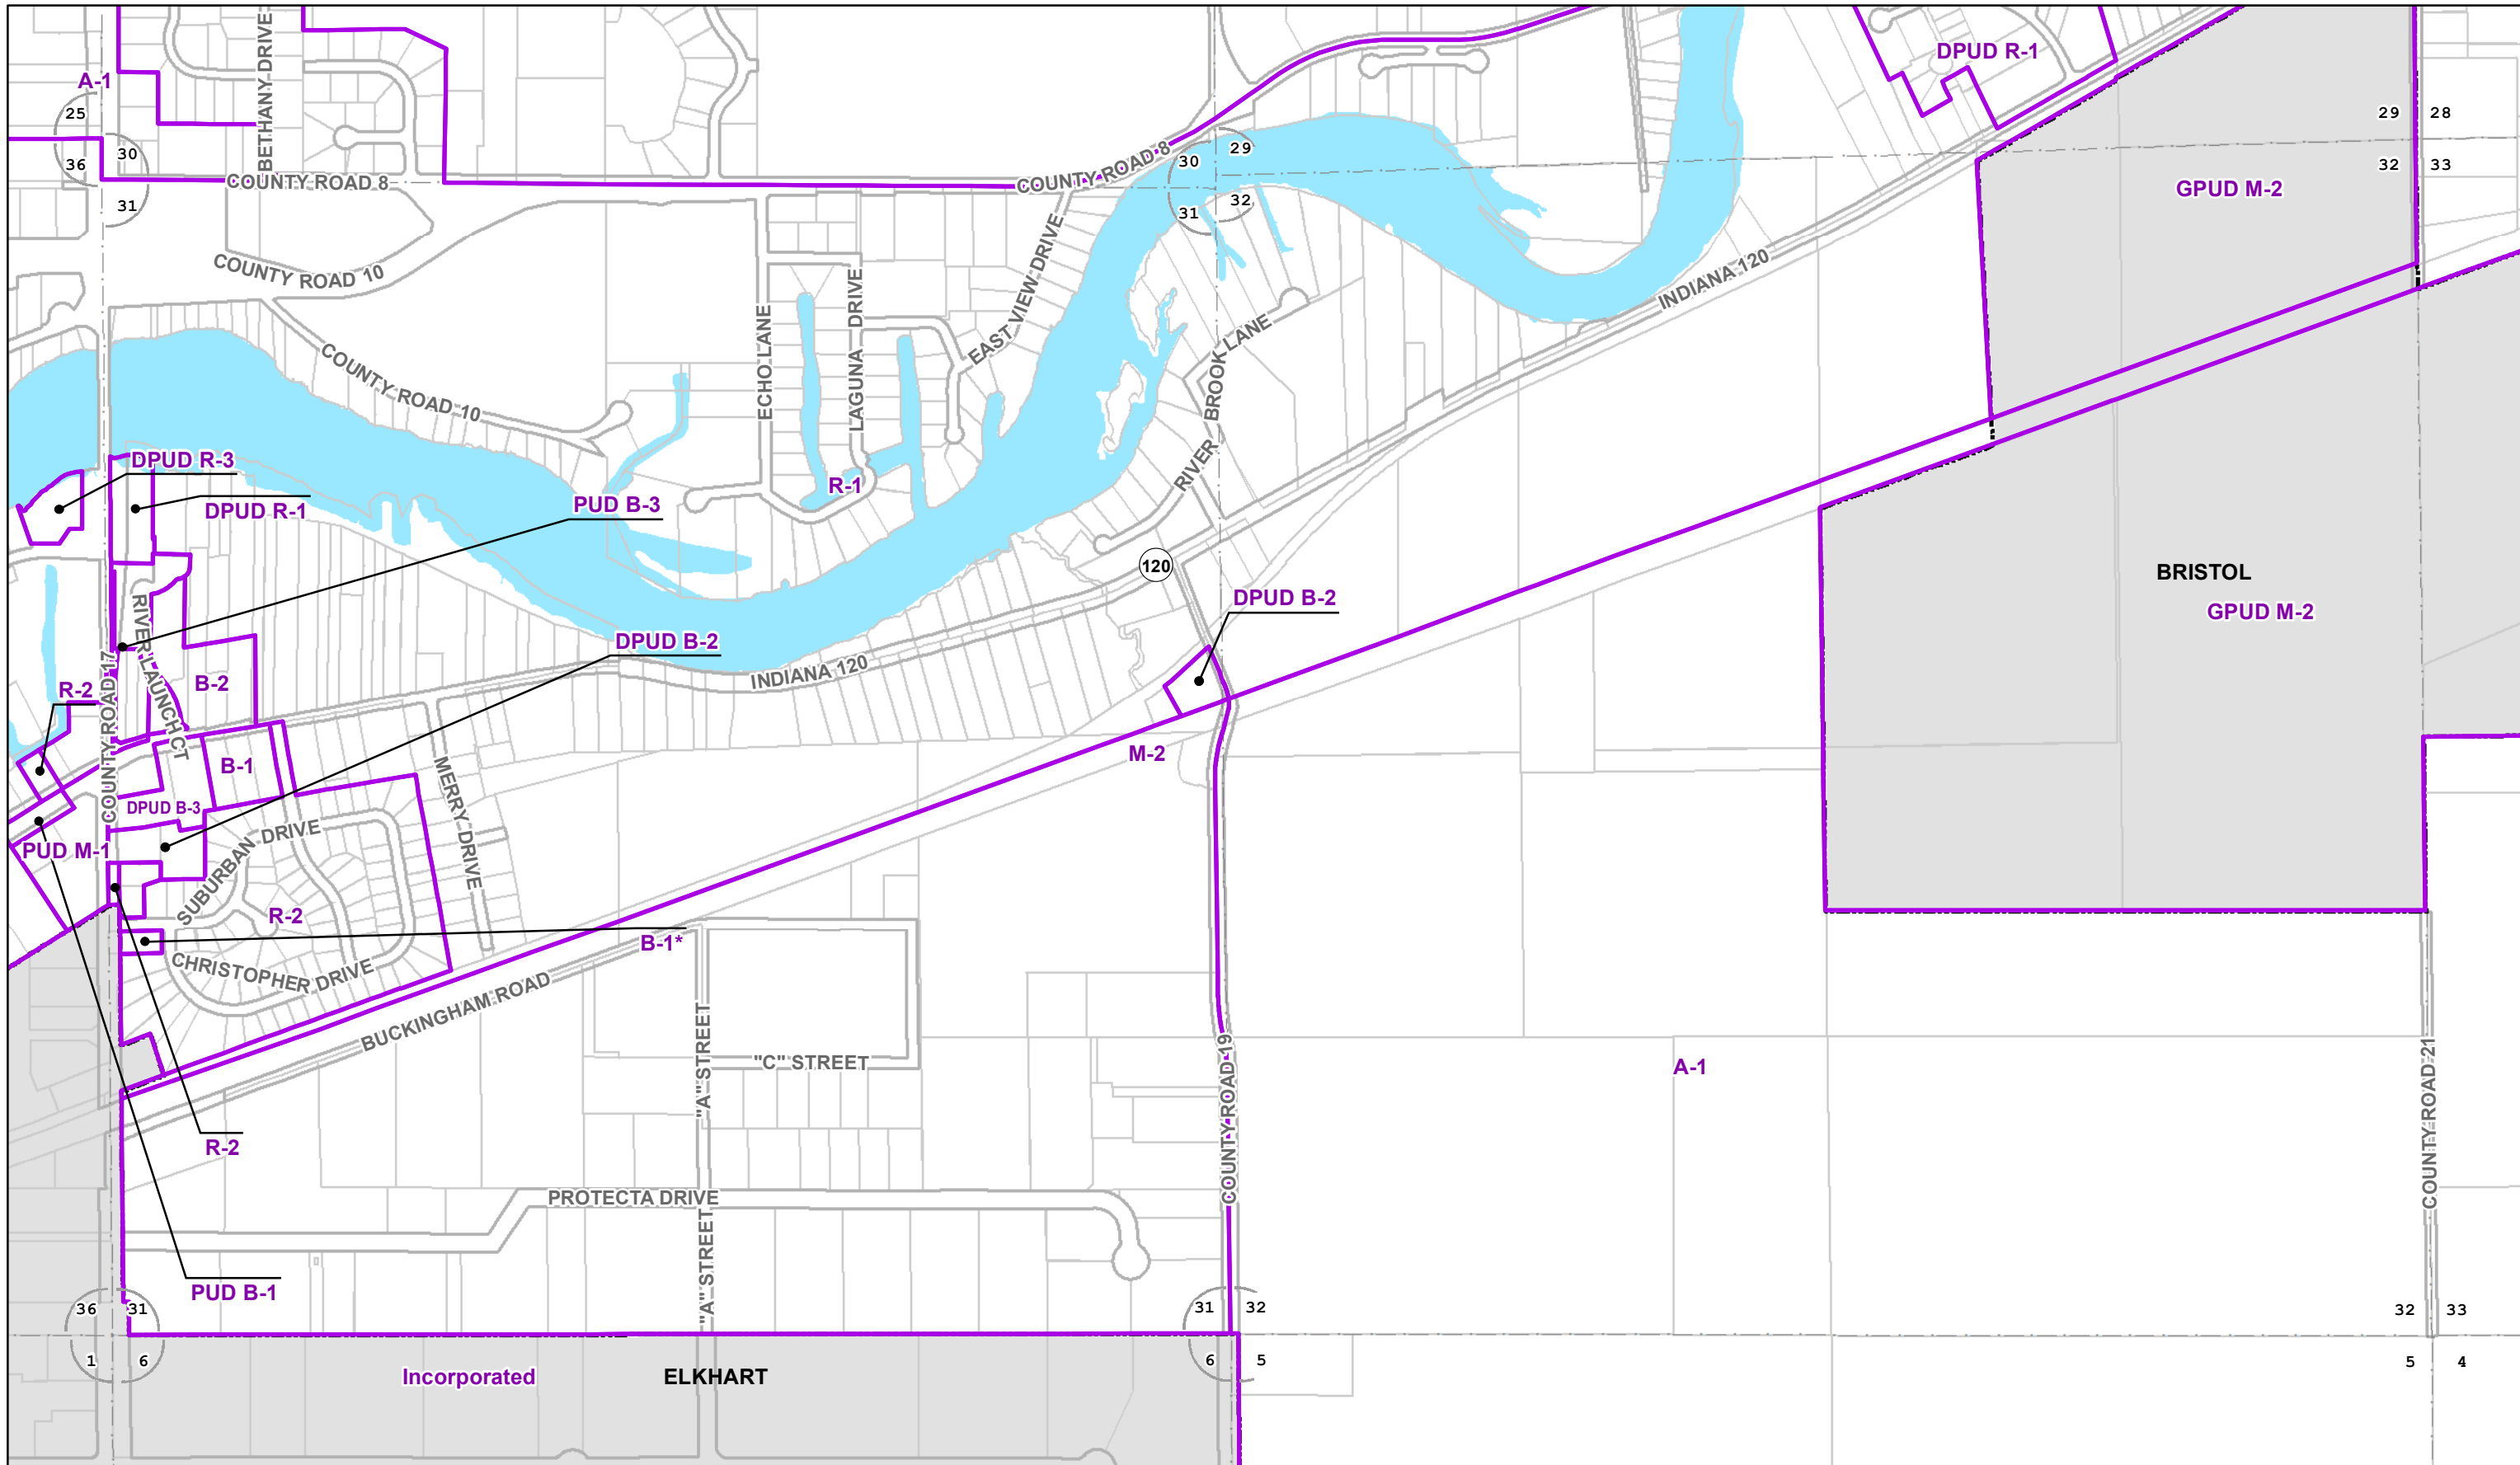 BETHANY DRIVE
DPUD R-1
A-1
25
29
28
30
COUNTY ROAD 8
30
29
36
32
33
COUNTY ROAD 8
GPUD M-2
31
31
32
COUNTY ROAD 10
EAST VIEW DRIVE
INDIANA 120
ECHO LANE
LAGUNA DRIVE
COUNTY ROAD 10
RIVER BROOK LANE
DPUD R-3
R-1
DPUD R-1
PUD B-3
120
BRISTOL
DPUD B-2
GPUD M-2
RIVER LAUNCH CT
DPUD B-2
INDIANA 120
R-2
B-2
COUNTY ROAD 17
M-2
B-1
MERRY DRIVE
DPUD B-3
SUBURBAN DRIVE
PUD M-1
R-2
B-1*
CHRISTOPHER DRIVE
BUCKINGHAM ROAD
"A" STREET
"C" STREET
A-1
COUNTY ROAD 19
COUNTY ROAD 21
R-2
PROTECTA DRIVE
"A" STREET
PUD B-1
36
31
31
32
32
33
1
6
6
5
5
4
Incorporated
ELKHART